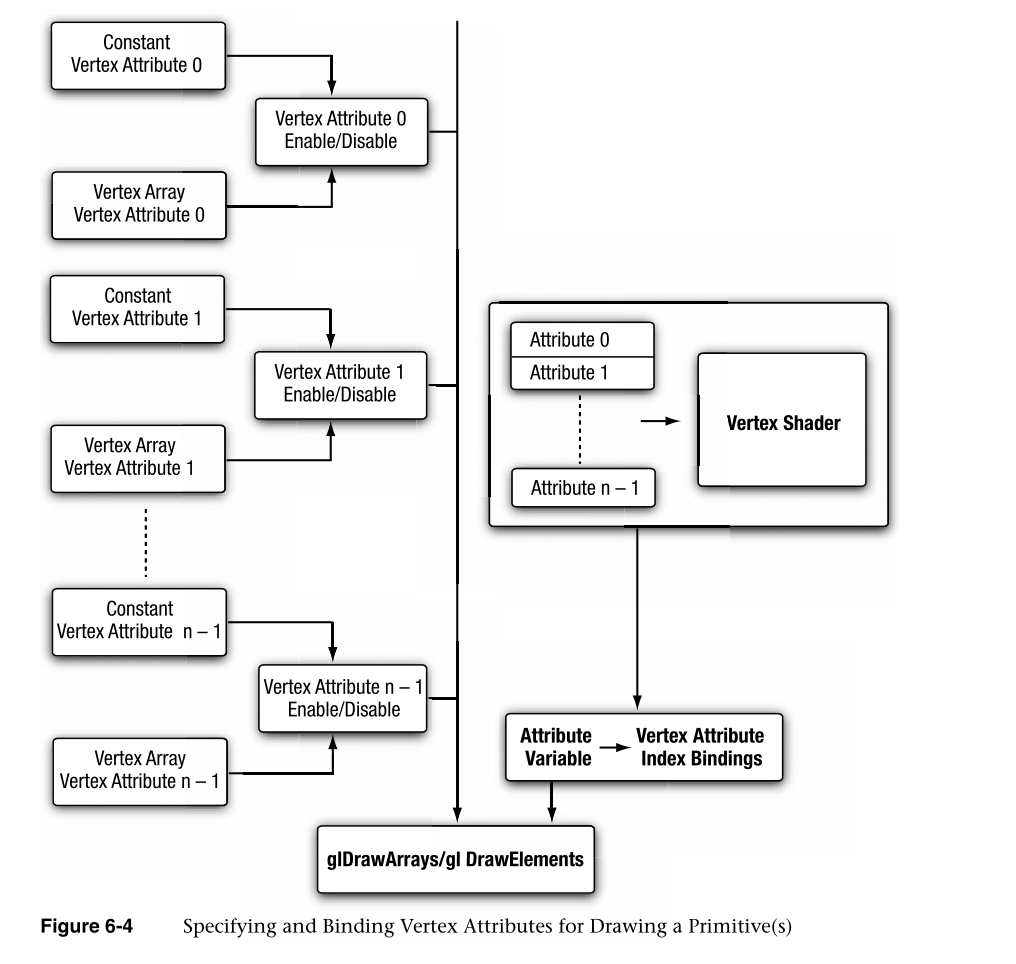 Constant
Vertex Attribute 0
Vertex Attribute 0
Enable/Disable
Vertex Array
Vertex Attribute 0
Constant
Vertex Attribute 1
Vertex Attribute 1
Enable/Disable
Vertex Array
Vertex Attribute 1
Constant
Vertex Attribute n – 1
Vertex Attribute n – 1
Enable/Disable
Vertex Array
Vertex Attribute n – 1
Attribute 0
Attribute 1
Attribute n – 1
Vertex Shader
Attribute
Variable
Vertex Attribute
Index Bindings
glDrawArrays/gl DrawElements
Figure 6-4 Specifying and Binding Vertex Attributes for Drawing a Primitive(s)